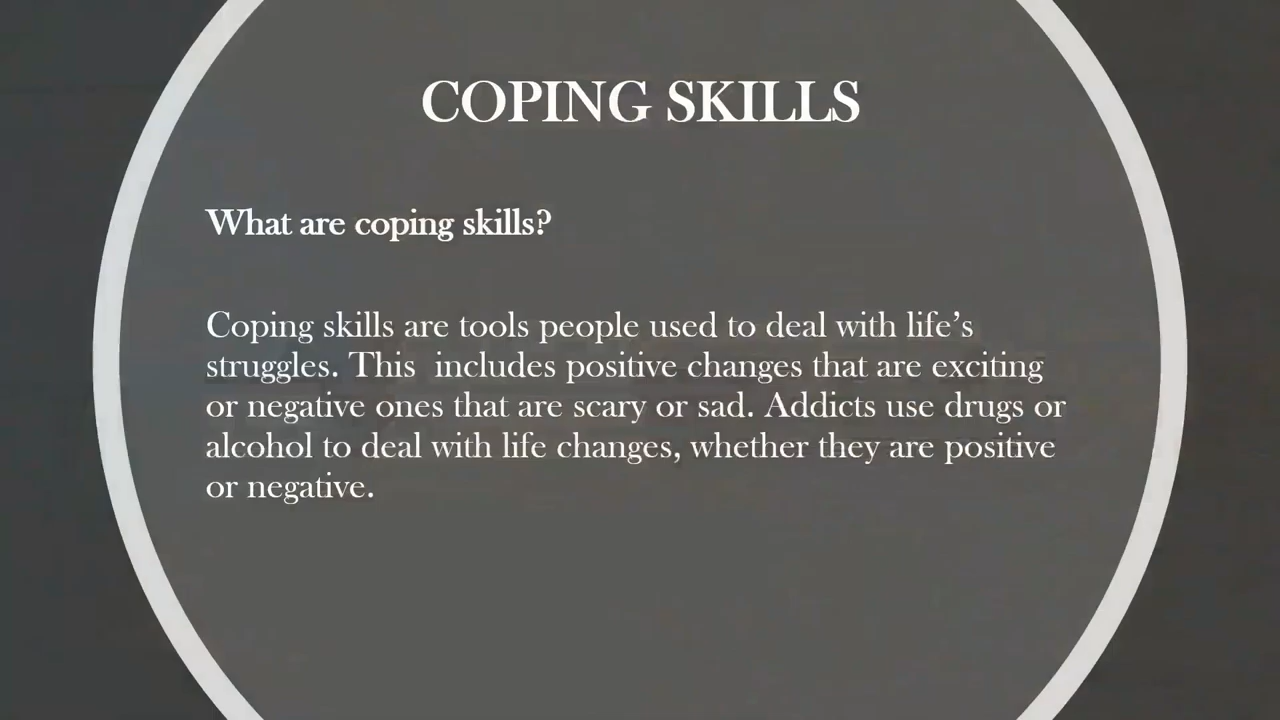 COPING SKILLS
What are coping skills?
Coping skills are tools people used to deal with life’s
struggles. This  includes positive changes that are exciting
or negative ones that are scary or sad. Addicts use drugs or
alcohol to deal with life changes, whether they are positive
or negative.